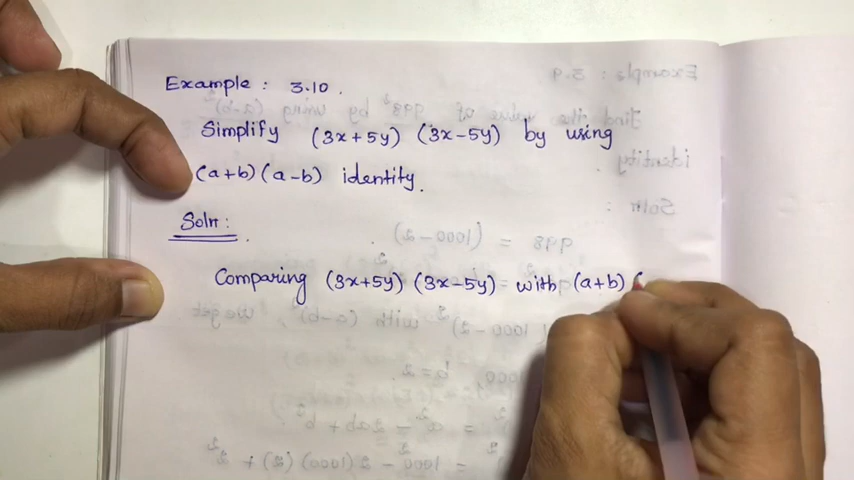 Example : 3.10.
Simplify (3x+5y) (3x-5y) by using
(a+b) (a-b) identity.
Soln :
Comparing (3x+5y) (3x-5y) with (a+b) (